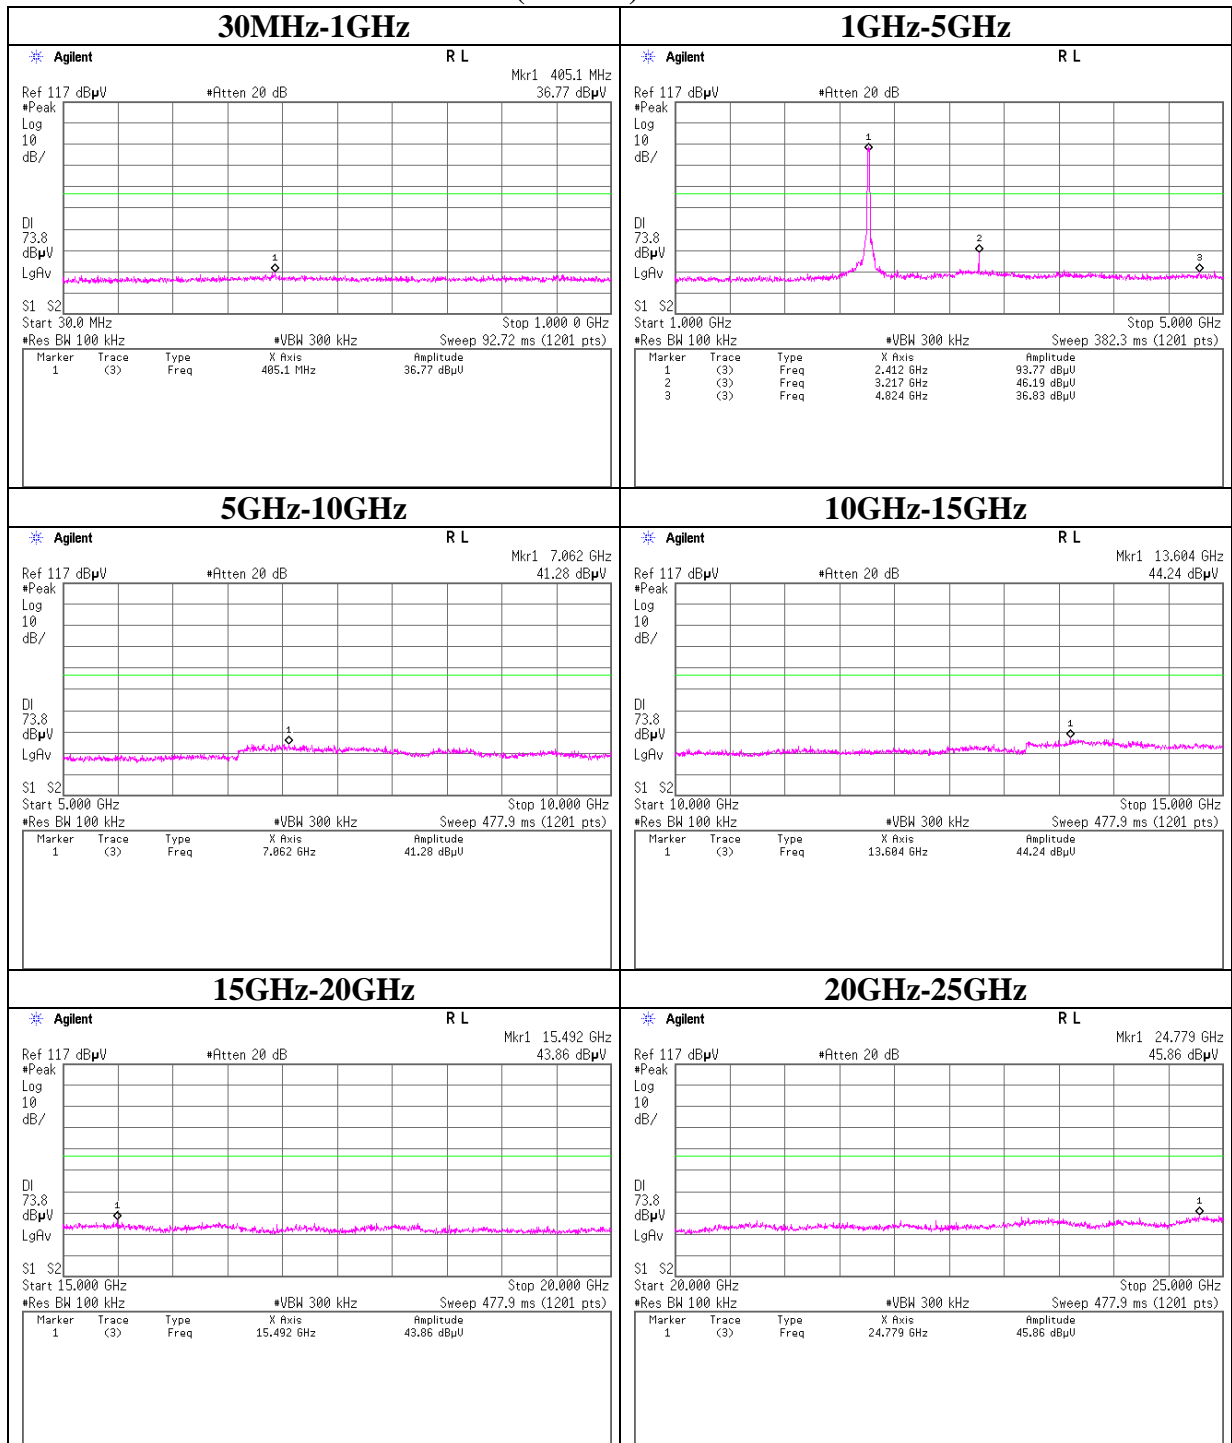 30MHz-1GHz
Agilent R L
Mkr1 405.1 MHz
Ref 117 dBµV #Atten 20 dB 36.77 dBµV
#Peak
Log
10
dB/
1
DI
73.8
dBµV
LgAv
S1 S2
Start 30.0 MHz Stop 1.000 0 GHz
#Res BW 100 kHz #VBW 300 kHz Sweep 92.72 ms (1201 pts)
Marker Trace Type X Axis Amplitude
1 (3) Freq 405.1 MHz 36.77 dBµV
1GHz-5GHz
Agilent R L
Ref 117 dBµV #Atten 20 dB
#Peak
Log
10
dB/
1
2
3
DI
73.8
dBµV
LgAv
S1 S2
Start 1.000 GHz Stop 5.000 GHz
#Res BW 100 kHz #VBW 300 kHz Sweep 382.3 ms (1201 pts)
Marker Trace Type X Axis Amplitude
1 (3) Freq 2.412 GHz 93.77 dBµV
2 (3) Freq 3.217 GHz 46.19 dBµV
3 (3) Freq 4.824 GHz 36.83 dBµV
5GHz-10GHz
Agilent R L
Mkr1 7.062 GHz
Ref 117 dBµV #Atten 20 dB 41.28 dBµV
#Peak
Log
10
dB/
1
DI
73.8
dBµV
LgAv
S1 S2
Start 5.000 GHz Stop 10.000 GHz
#Res BW 100 kHz #VBW 300 kHz Sweep 477.9 ms (1201 pts)
Marker Trace Type X Axis Amplitude
1 (3) Freq 7.062 GHz 41.28 dBµV
10GHz-15GHz
Agilent R L
Mkr1 13.604 GHz
Ref 117 dBµV #Atten 20 dB 44.24 dBµV
#Peak
Log
10
dB/
1
DI
73.8
dBµV
LgAv
S1 S2
Start 10.000 GHz Stop 15.000 GHz
#Res BW 100 kHz #VBW 300 kHz Sweep 477.9 ms (1201 pts)
Marker Trace Type X Axis Amplitude
1 (3) Freq 13.604 GHz 44.24 dBµV
15GHz-20GHz
Agilent R L
Mkr1 15.492 GHz
Ref 117 dBµV #Atten 20 dB 43.86 dBµV
#Peak
Log
10
dB/
1
DI
73.8
dBµV
LgAv
S1 S2
Start 15.000 GHz Stop 20.000 GHz
#Res BW 100 kHz #VBW 300 kHz Sweep 477.9 ms (1201 pts)
Marker Trace Type X Axis Amplitude
1 (3) Freq 15.492 GHz 43.86 dBµV
20GHz-25GHz
Agilent R L
Mkr1 24.779 GHz
Ref 117 dBµV #Atten 20 dB 45.86 dBµV
#Peak
Log
10
dB/
1
DI
73.8
dBµV
LgAv
S1 S2
Start 20.000 GHz Stop 25.000 GHz
#Res BW 100 kHz #VBW 300 kHz Sweep 477.9 ms (1201 pts)
Marker Trace Type X Axis Amplitude
1 (3) Freq 24.779 GHz 45.86 dBµV